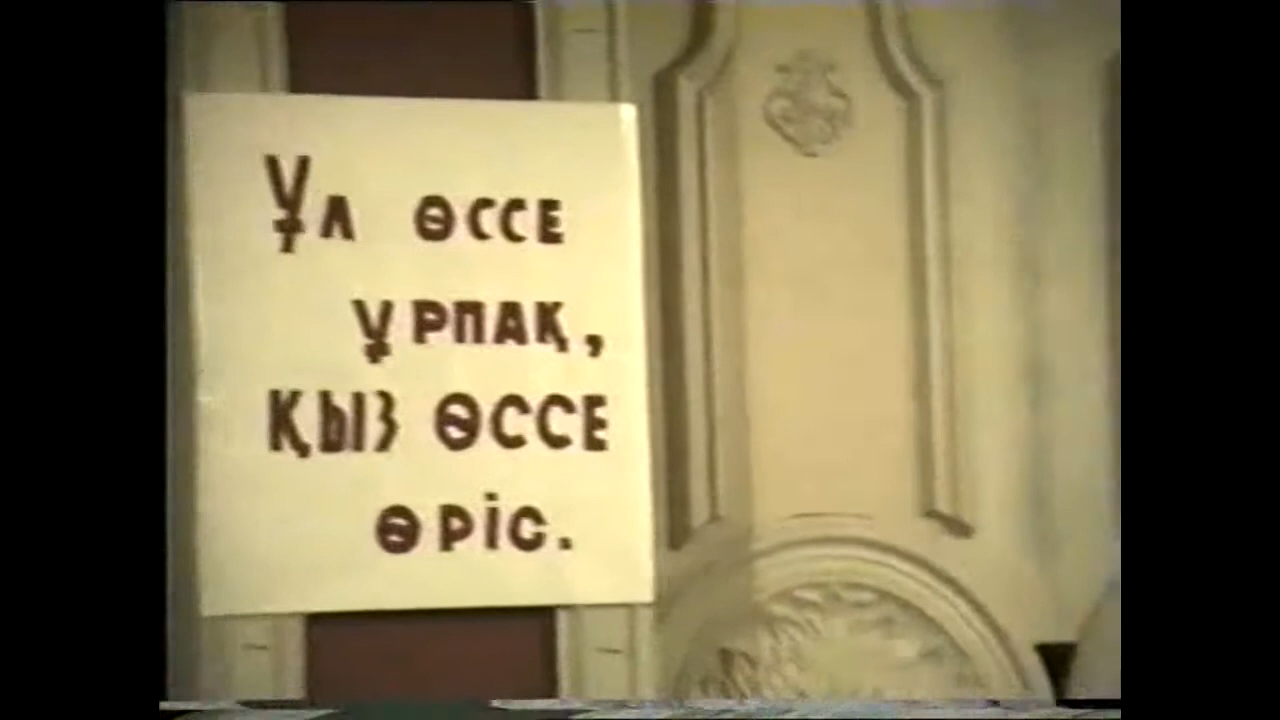 Ұл өссе
ұрпақ,
қыз өссе
өріс.